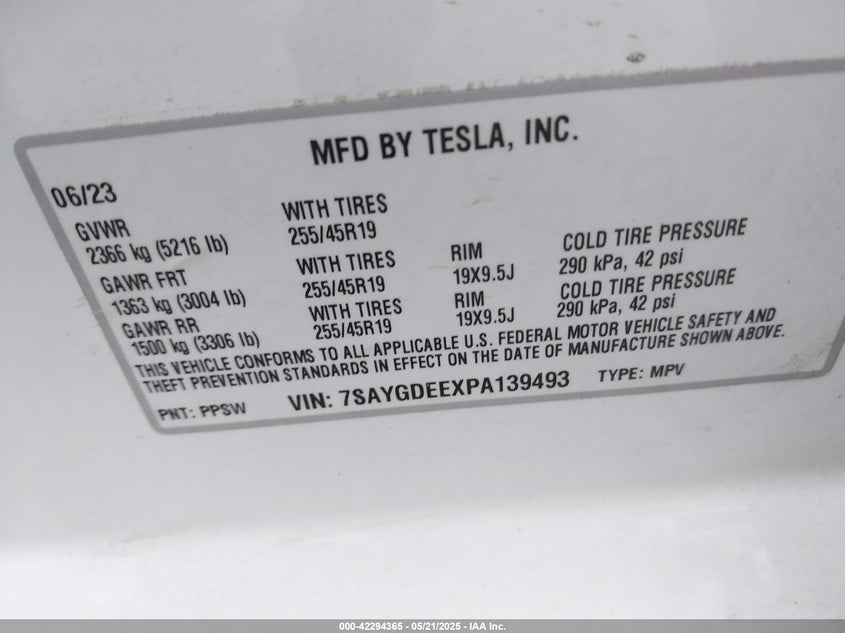 MFD BY TESLA, INC.
06/23
GVWR
2366 kg (5216 lb)
WITH TIRES
255/45R19
GAWR FRT
1363 kg (3004 lb)
WITH TIRES
255/45R19
RIM
19X9.5J
COLD TIRE PRESSURE
290 kPa, 42 psi
GAWR RR
1500 kg (3306 lb)
WITH TIRES
255/45R19
RIM
19X9.5J
COLD TIRE PRESSURE
290 kPa, 42 psi
THIS VEHICLE CONFORMS TO ALL APPLICABLE U.S. FEDERAL MOTOR VEHICLE SAFETY AND
THEFT PREVENTION STANDARDS IN EFFECT ON THE DATE OF MANUFACTURE SHOWN ABOVE.
PNT: PPSW VIN: 7SAYGDEEXPA139493 TYPE: MPV
000-42294365 - 05/21/2025 - IAA Inc.